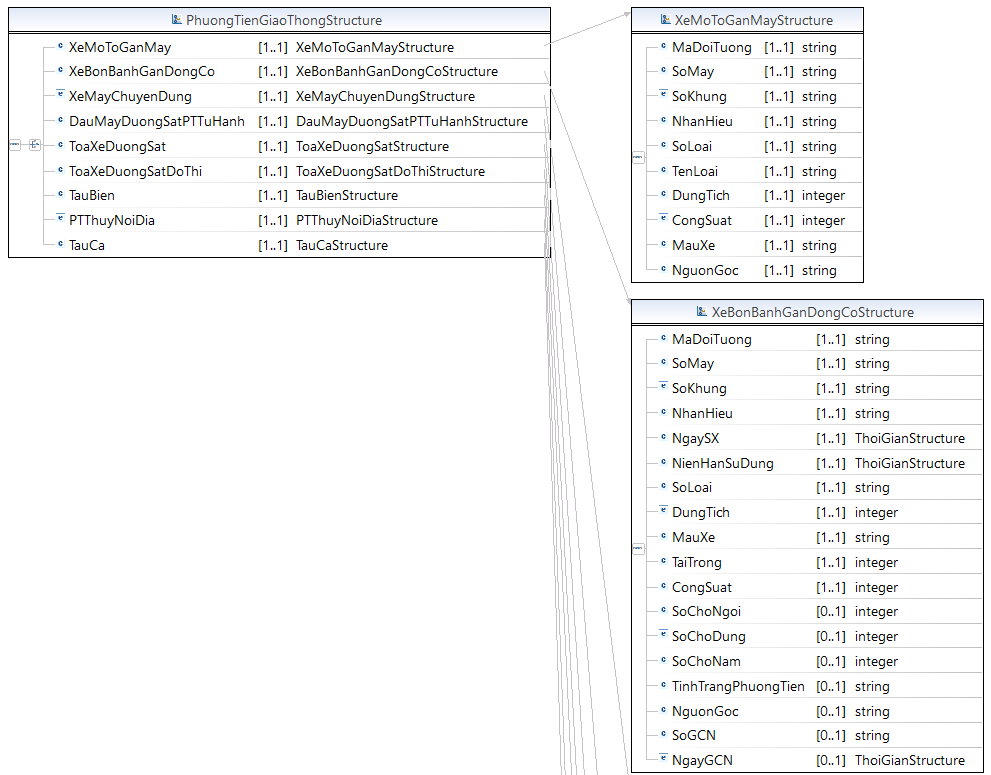 PhuongTienGiaoThongStructure
XeMoToGanMay [1..1] XeMoToGanMayStructure
XeBonBanhGanDongCo [1..1] XeBonBanhGanDongCoStructure
XeMayChuyenDung [1..1] XeMayChuyenDungStructure
DauMayDuongSatPTTuHanh [1..1] DauMayDuongSatPTTuHanhStructure
ToaXeDuongSat [1..1] ToaXeDuongSatStructure
ToaXeDuongSatDoThi [1..1] ToaXeDuongSatDoThiStructure
TauBien [1..1] TauBienStructure
PTThuyNoiDia [1..1] PTThuyNoiDiaStructure
TauCa [1..1] TauCaStructure
XeMoToGanMayStructure
MaDoiTuong [1..1] string
SoMay [1..1] string
SoKhung [1..1] string
NhanHieu [1..1] string
SoLoai [1..1] string
TenLoai [1..1] string
DungTich [1..1] integer
CongSuat [1..1] integer
MauXe [1..1] string
NguonGoc [1..1] string
XeBonBanhGanDongCoStructure
MaDoiTuong [1..1] string
SoMay [1..1] string
SoKhung [1..1] string
NhanHieu [1..1] string
NgaySX [1..1] ThoiGianStructure
NienHanSuDung [1..1] ThoiGianStructure
SoLoai [1..1] string
DungTich [1..1] integer
MauXe [1..1] string
TaiTrong [1..1] integer
CongSuat [1..1] integer
SoChoNgoi [0..1] integer
SoChoDung [0..1] integer
SoChoNam [0..1] integer
TinhTrangPhuongTien [0..1] string
NguonGoc [0..1] string
SoGCN [0..1] string
NgayGCN [0..1] ThoiGianStructure